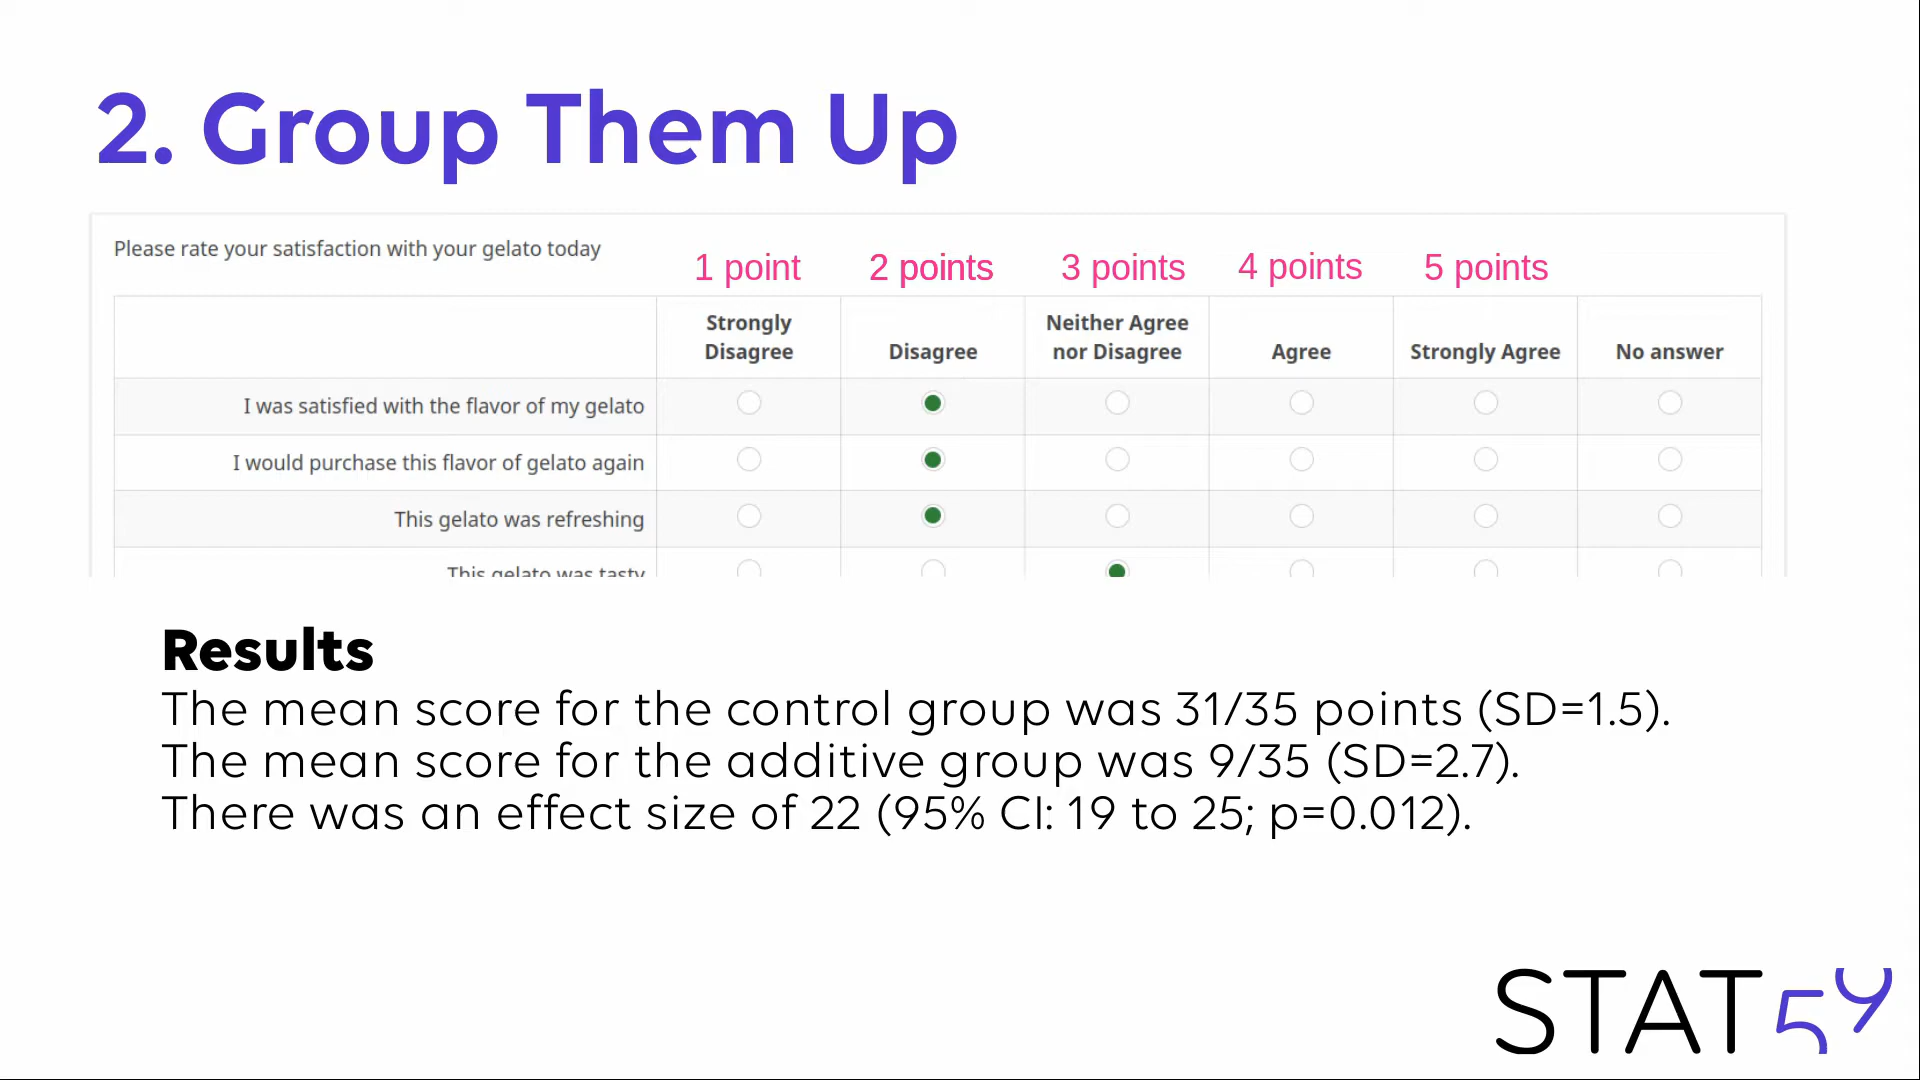 2. Group Them Up
Please rate your satisfaction with your gelato today
1 point 2 points 3 points 4 points 5 points
Strongly Disagree Disagree Neither Agree nor Disagree Agree Strongly Agree No answer
I was satisfied with the flavor of my gelato
I would purchase this flavor of gelato again
This gelato was refreshing
This gelato was tasty
Results
The mean score for the control group was 31/35 points (SD=1.5).
The mean score for the additive group was 9/35 (SD=2.7).
There was an effect size of 22 (95% CI: 19 to 25; p=0.012).
STAT59